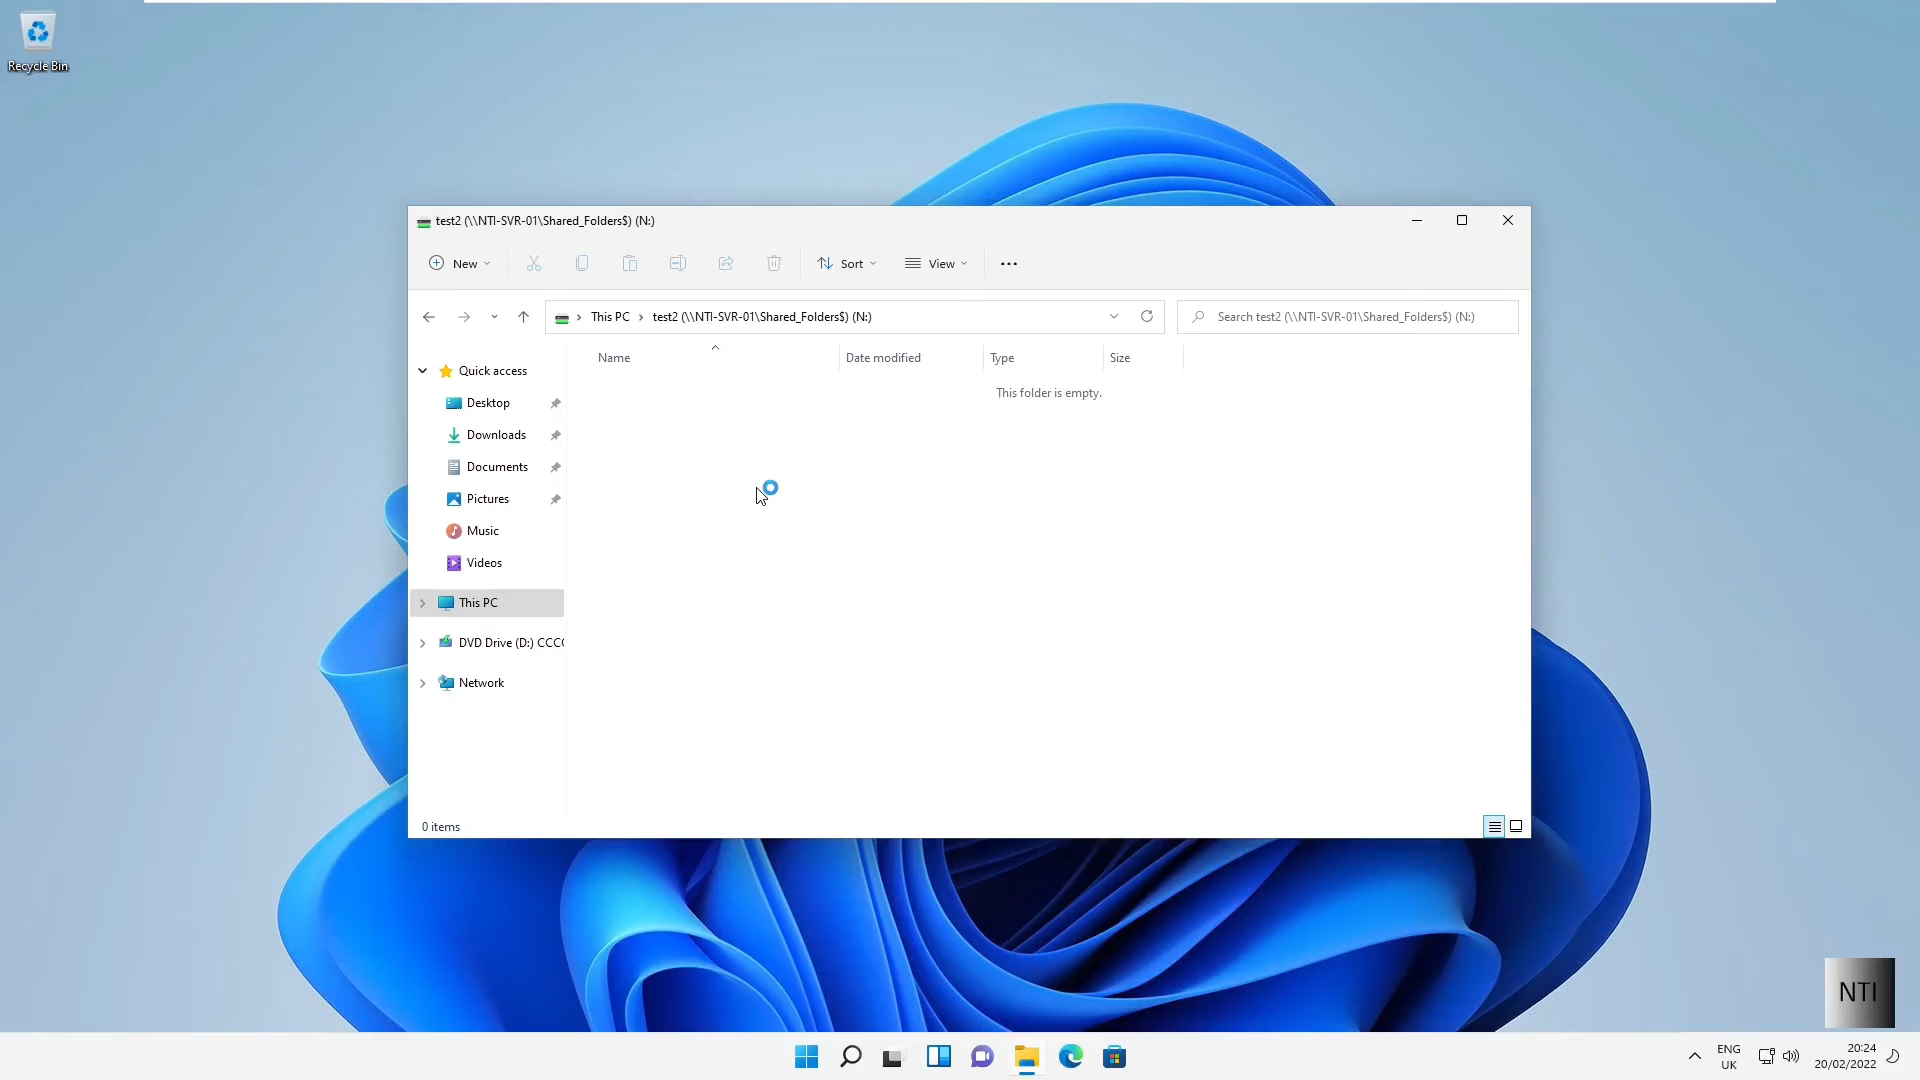 Recycle Bin
test2 (\\NTI-SVR-01\Shared_Folders$) (N:)
New
Sort
View
This PC
test2 (\\NTI-SVR-01\Shared_Folders$) (N:)
Search test2 (\\NTI-SVR-01\Shared_Folders$) (N:)
Name
Date modified
Type
Size
This folder is empty.
Quick access
Desktop
Downloads
Documents
Pictures
Music
Videos
This PC
DVD Drive (D:) CCC
Network
0 items
NTI
ENG
UK
20:24
20/02/2022